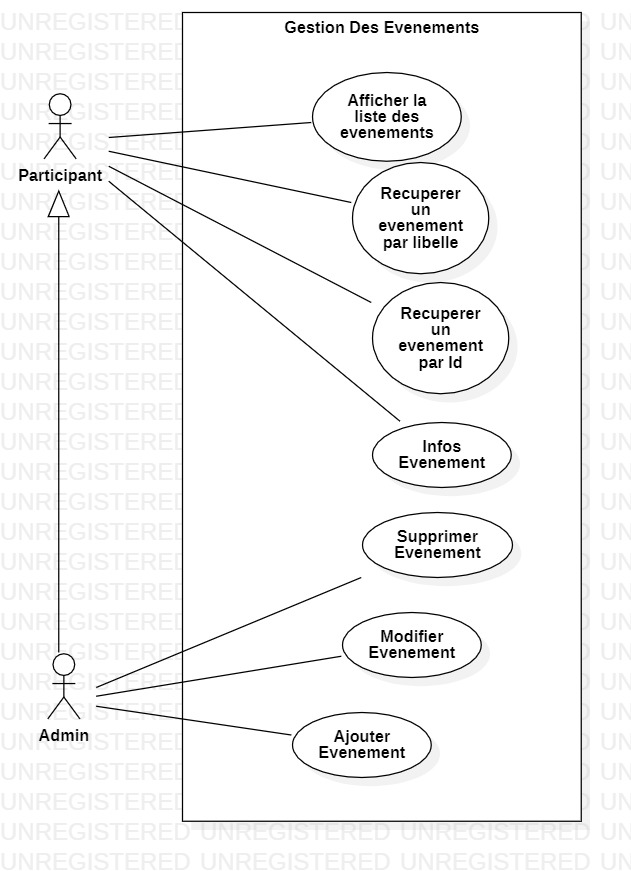 Gestion Des Evenements
Afficher la
liste des
evenements
Participant
Recuperer
un
evenement
par libelle
Recuperer
un
evenement
par Id
Infos
Evenement
Supprimer
Evenement
Modifier
Evenement
Admin
Ajouter
Evenement
UNREGISTERED UNREGISTERED UNREGISTERED UN